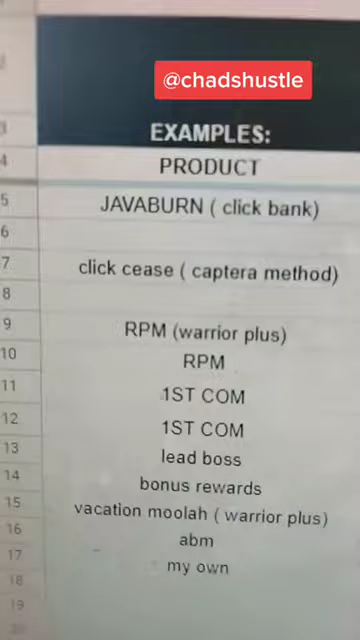 @chadshustle
3 EXAMPLES:
4 PRODUCT
5 JAVABURN ( click bank)
6
7 click cease ( captera method)
8
9 RPM (warrior plus)
10 RPM
11 1ST COM
12 1ST COM
13 lead boss
14 bonus rewards
15 vacation moolah ( warrior plus)
16 abm
17 my own
18
19